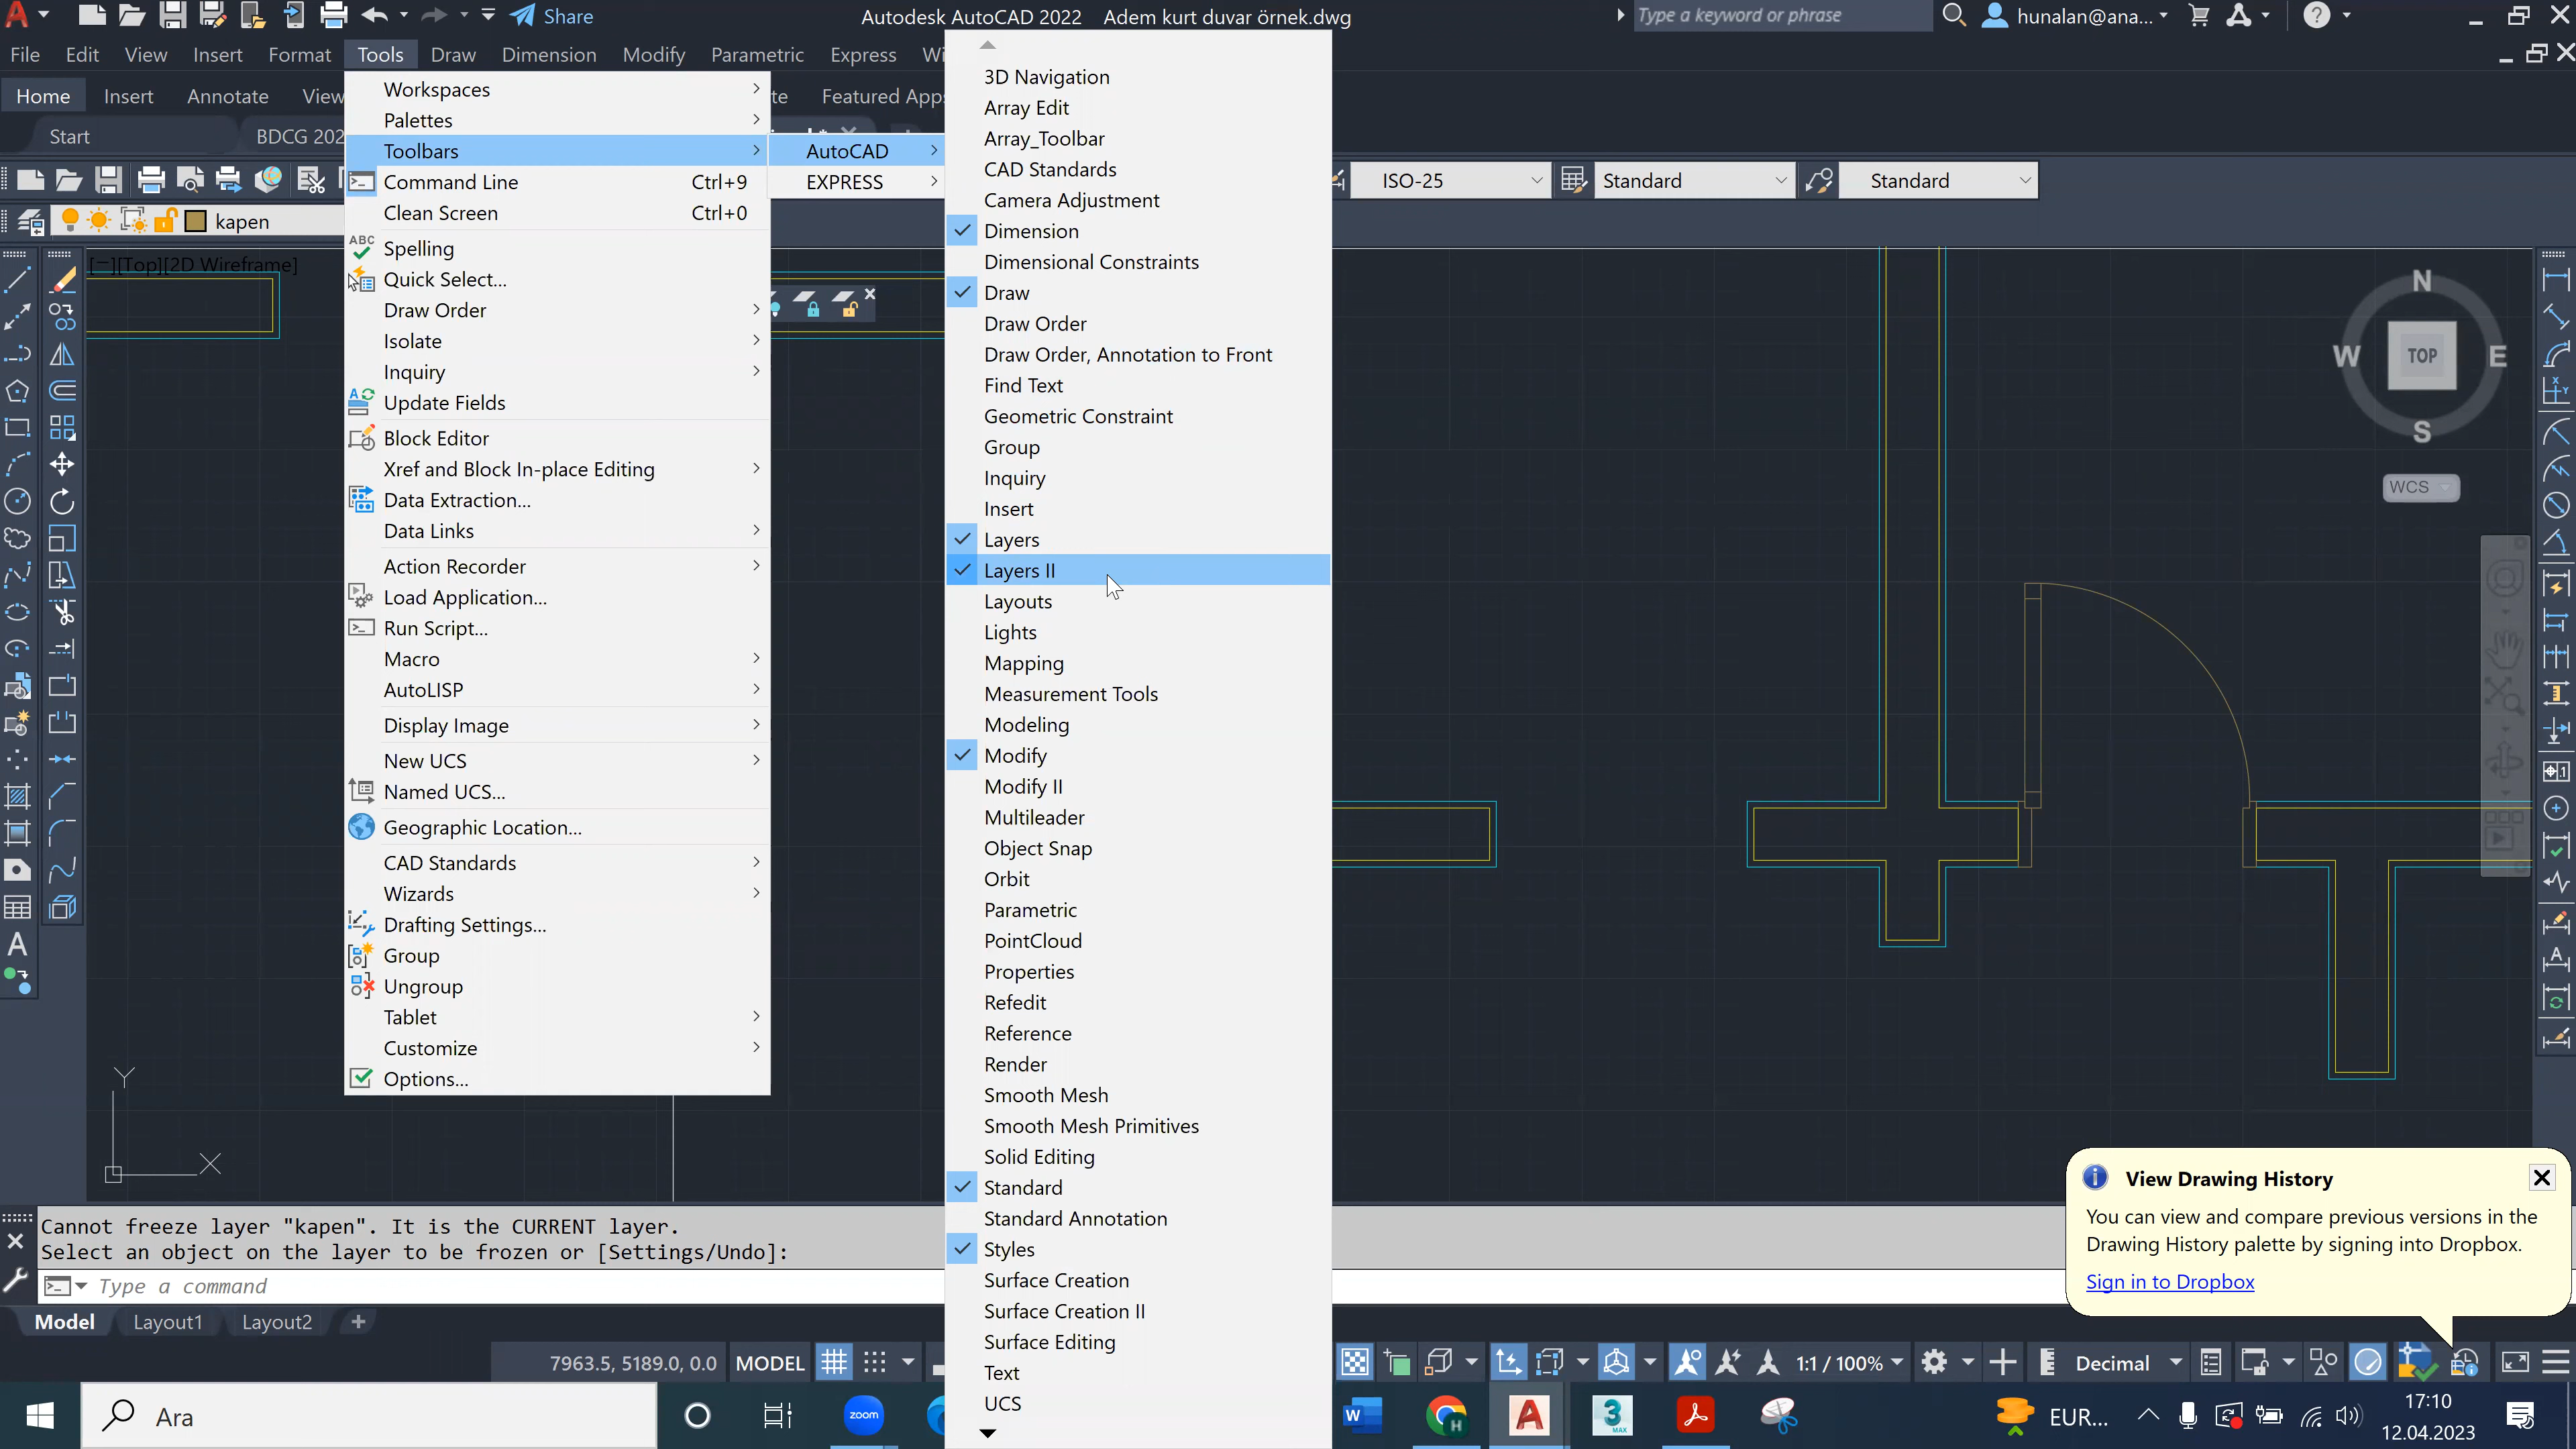 Share
Autodesk AutoCAD 2022 Adem kurt duvar örnek.dwg
Type a keyword or phrase
hunalan@ana...
File Edit View Insert Format Tools Draw Dimension Modify Parametric Express
Home Insert Annotate View Featured Apps
Start BDCG 202
Workspaces
Palettes
Toolbars
Command Line Ctrl+9
Clean Screen Ctrl+0
Spelling
Quick Select...
Draw Order
Isolate
Inquiry
Update Fields
Block Editor
Xref and Block In-place Editing
Data Extraction...
Data Links
Action Recorder
Load Application...
Run Script...
Macro
AutoLISP
Display Image
New UCS
Named UCS...
Geographic Location...
CAD Standards
Wizards
Drafting Settings...
Group
Ungroup
Tablet
Customize
Options...
AutoCAD
EXPRESS
3D Navigation
Array Edit
Array_Toolbar
CAD Standards
Camera Adjustment
Dimension
Dimensional Constraints
Draw
Draw Order
Draw Order, Annotation to Front
Find Text
Geometric Constraint
Group
Inquiry
Insert
Layers
Layers II
Layouts
Lights
Mapping
Measurement Tools
Modeling
Modify
Modify II
Multileader
Object Snap
Orbit
Parametric
PointCloud
Properties
Refedit
Reference
Render
Smooth Mesh
Smooth Mesh Primitives
Solid Editing
Standard
Standard Annotation
Styles
Surface Creation
Surface Creation II
Surface Editing
Text
UCS
ISO-25 Standard Standard
kapen
[−][Top][2D Wireframe]
N
W TOP E
S
WCS
Y
X
View Drawing History
You can view and compare previous versions in the
Drawing History palette by signing into Dropbox.
Sign in to Dropbox
Cannot freeze layer "kapen". It is the CURRENT layer.
Select an object on the layer to be frozen or [Settings/Undo]:
Type a command
Model Layout1 Layout2
7963.5, 5189.0, 0.0 MODEL
1:1 / 100% Decimal
Ara
zoom
EUR...
17:10
12.04.2023